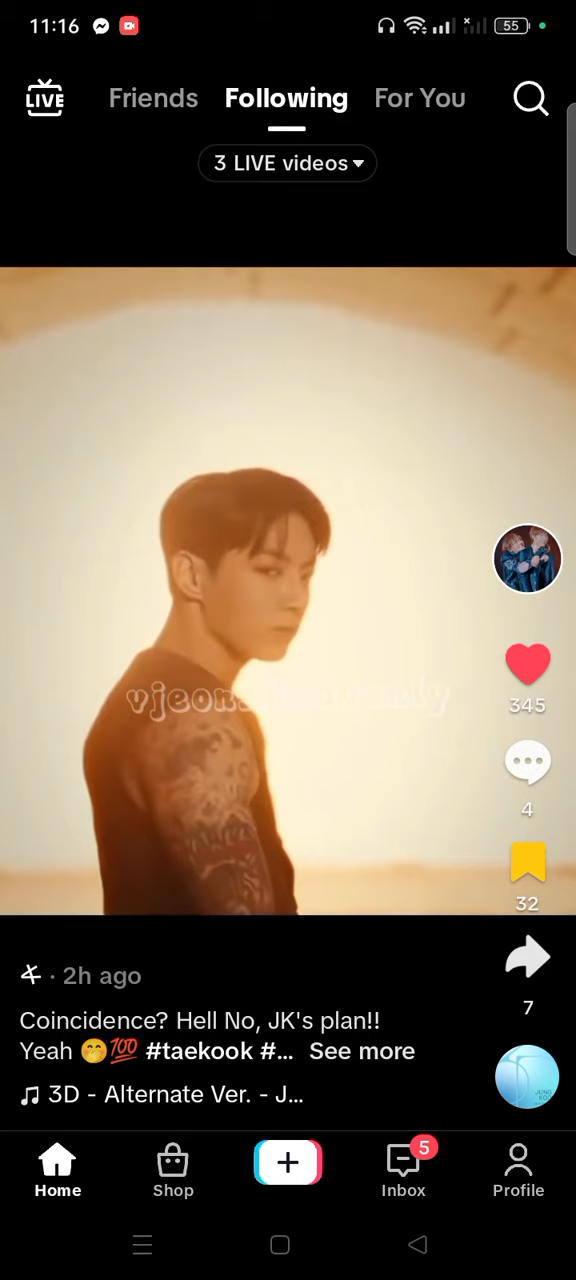 11:16
55
LIVE
Friends
Following
For You
3 LIVE videos
345
4
32
· 2h ago
7
Coincidence? Hell No, JK's plan!!
Yeah 🤭💯 #taekook #... See more
3D - Alternate Ver. - J...
Home
Shop
5
Inbox
Profile